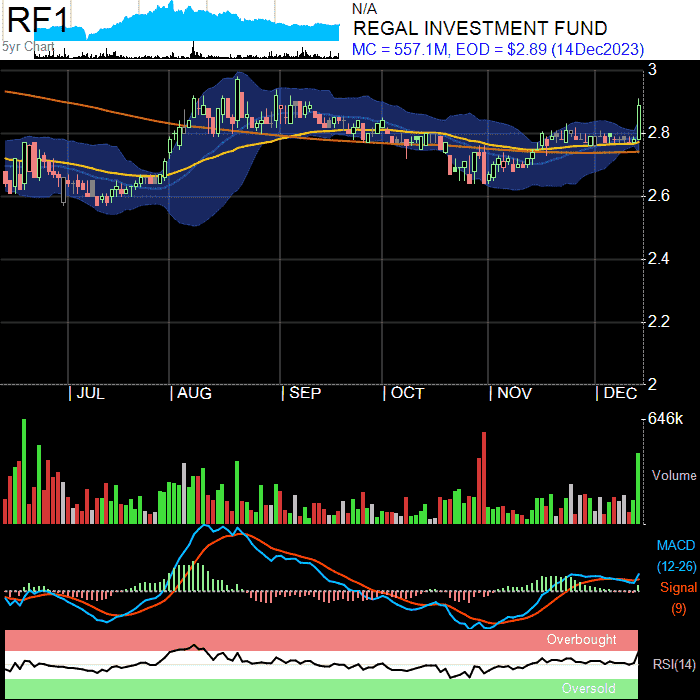 RF1
5yr Chart
N/A
REGAL INVESTMENT FUND
MC = 557.1M, EOD = $2.89 (14Dec2023)
3
2.8
2.6
2.4
2.2
2
JUL AUG SEP OCT NOV DEC
646k
Volume
MACD
(12-26)
Signal
(9)
Overbought
RSI(14)
Oversold